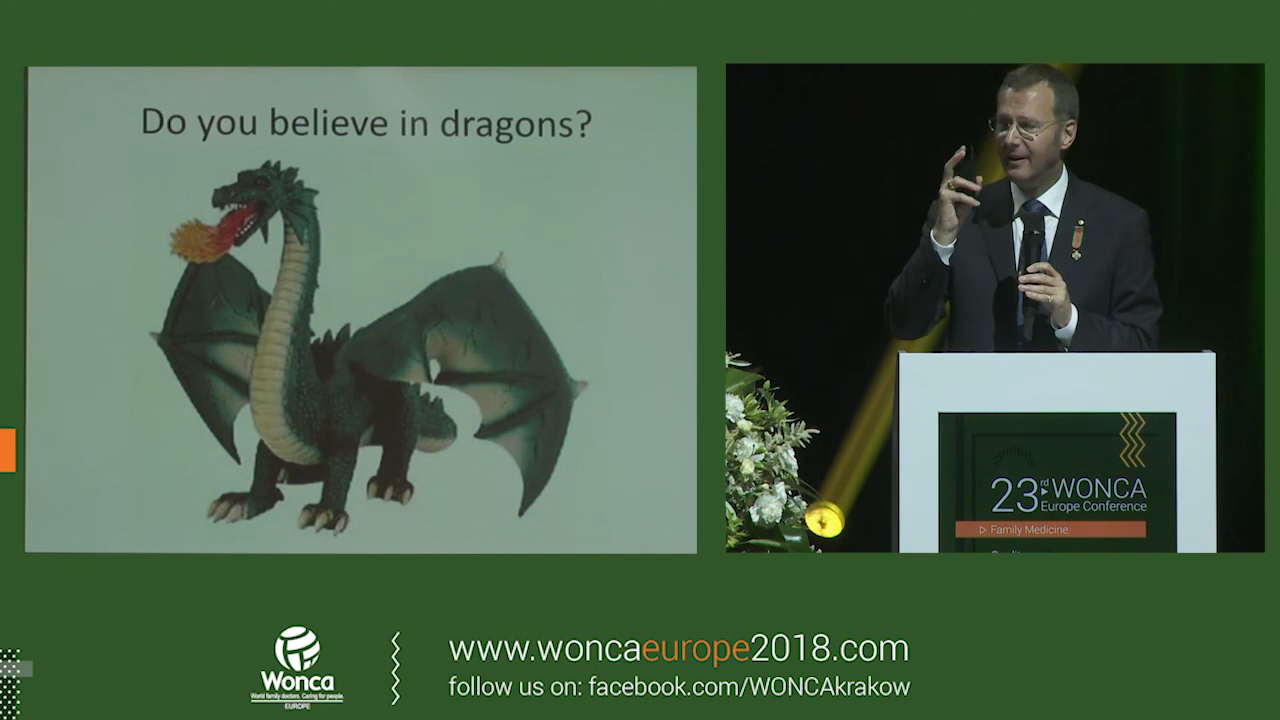 Do you believe in dragons?
23rd WONCA
Europe Conference
Family Medicine:
Wonca
World family doctors. Caring for people.
EUROPE
www.woncaeurope2018.com
follow us on: facebook.com/WONCAkrakow